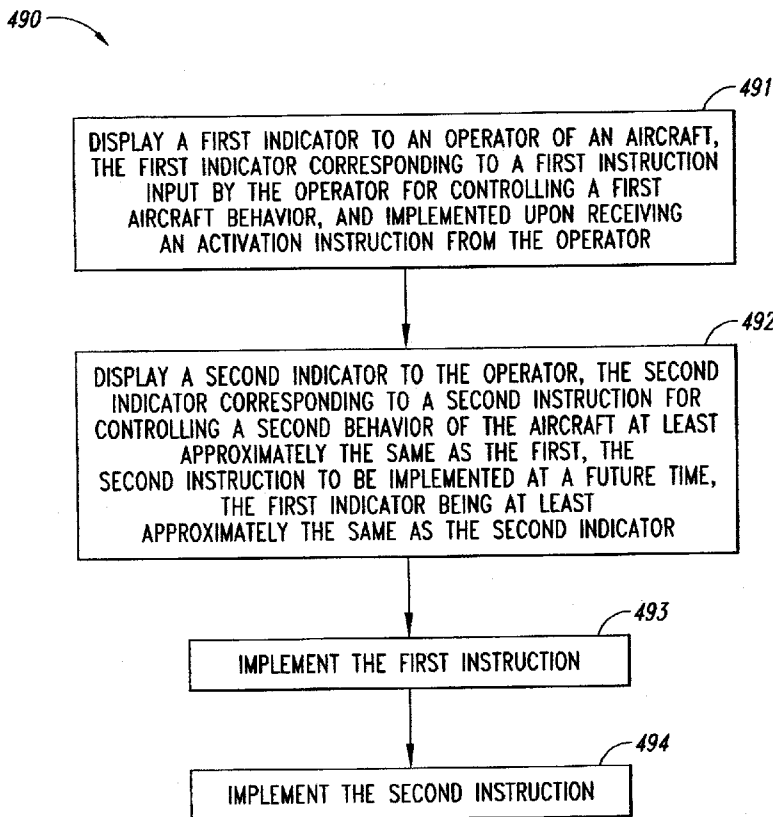 490
491
DISPLAY A FIRST INDICATOR TO AN OPERATOR OF AN AIRCRAFT,
THE FIRST INDICATOR CORRESPONDING TO A FIRST INSTRUCTION
INPUT BY THE OPERATOR FOR CONTROLLING A FIRST
AIRCRAFT BEHAVIOR, AND IMPLEMENTED UPON RECEIVING
AN ACTIVATION INSTRUCTION FROM THE OPERATOR
492
DISPLAY A SECOND INDICATOR TO THE OPERATOR, THE SECOND
INDICATOR CORRESPONDING TO A SECOND INSTRUCTION FOR
CONTROLLING A SECOND BEHAVIOR OF THE AIRCRAFT AT LEAST
APPROXIMATELY THE SAME AS THE FIRST, THE
SECOND INSTRUCTION TO BE IMPLEMENTED AT A FUTURE TIME,
THE FIRST INDICATOR BEING AT LEAST
APPROXIMATELY THE SAME AS THE SECOND INDICATOR
493
IMPLEMENT THE FIRST INSTRUCTION
494
IMPLEMENT THE SECOND INSTRUCTION